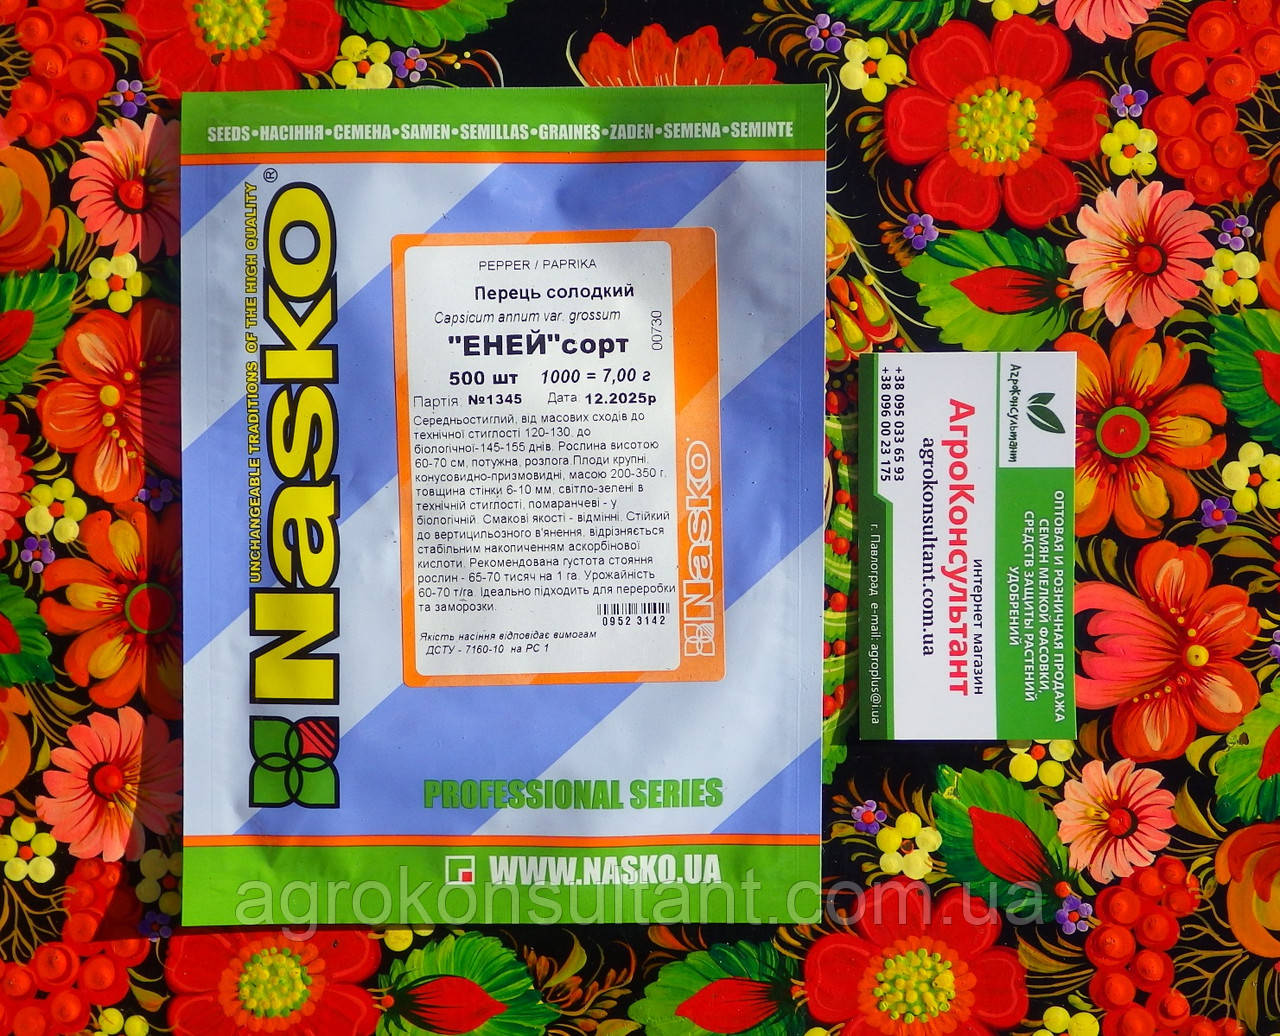 SEEDS•НАСІННЯ•СЕМЕНА•SAMEN•SEMILLAS•GRAINES•ZADEN•SEMENA•SEMINTE
UNCHANGEABLE TRADITIONS OF THE HIGH QUALITY
Nasko®
PEPPER / PAPRIKA
Перець солодкий
Capsicum annum var. grossum
"ЕНЕЙ"сорт
00730
500 шт 1000 = 7,00 г
Партія №1345 Дата 12.2025р
Середньостиглий, від масових сходів до
технічної стиглості 120-130, до
біологічної-145-155 днів. Рослина висотою
60-70 см, потужна, розлога.Плоди крупні,
конусовидно-призмовидні, масою 200-350 г.
товщина стінки 6-10 мм, світло-зелені в
технічній стиглості, помаранчеві - у
біологічній. Смакові якості - відмінні. Стійкий
до вертицильозного в'янення, відрізняється
стабільним накопиченням аскорбінової
кислоти. Рекомендована густота стояння
рослин - 65-70 тисяч на 1 га. Урожайність
60-70 т/га. Ідеально підходить для переробки
та заморозки.
0952 3142
Якість насіння відповідає вимогам
ДСТУ - 7160-10 на РС 1
Nasko
PROFESSIONAL SERIES
WWW.NASKO.UA
АгроКонсультант
ОПТОВАЯ И РОЗНИЧНАЯ ПРОДАЖА
СЕМЯН МЕЛКОЙ ФАСОВКИ,
СРЕДСТВ ЗАЩИТЫ РАСТЕНИЙ
УДОБРЕНИЙ
интернет магазин
АгроКонсультант
agrokonsultant.com.ua
+38 095 033 65 93
+38 096 00 23 175
г. Павлоград e-mail: agroplus@i.ua
agrokonsultant.com.ua